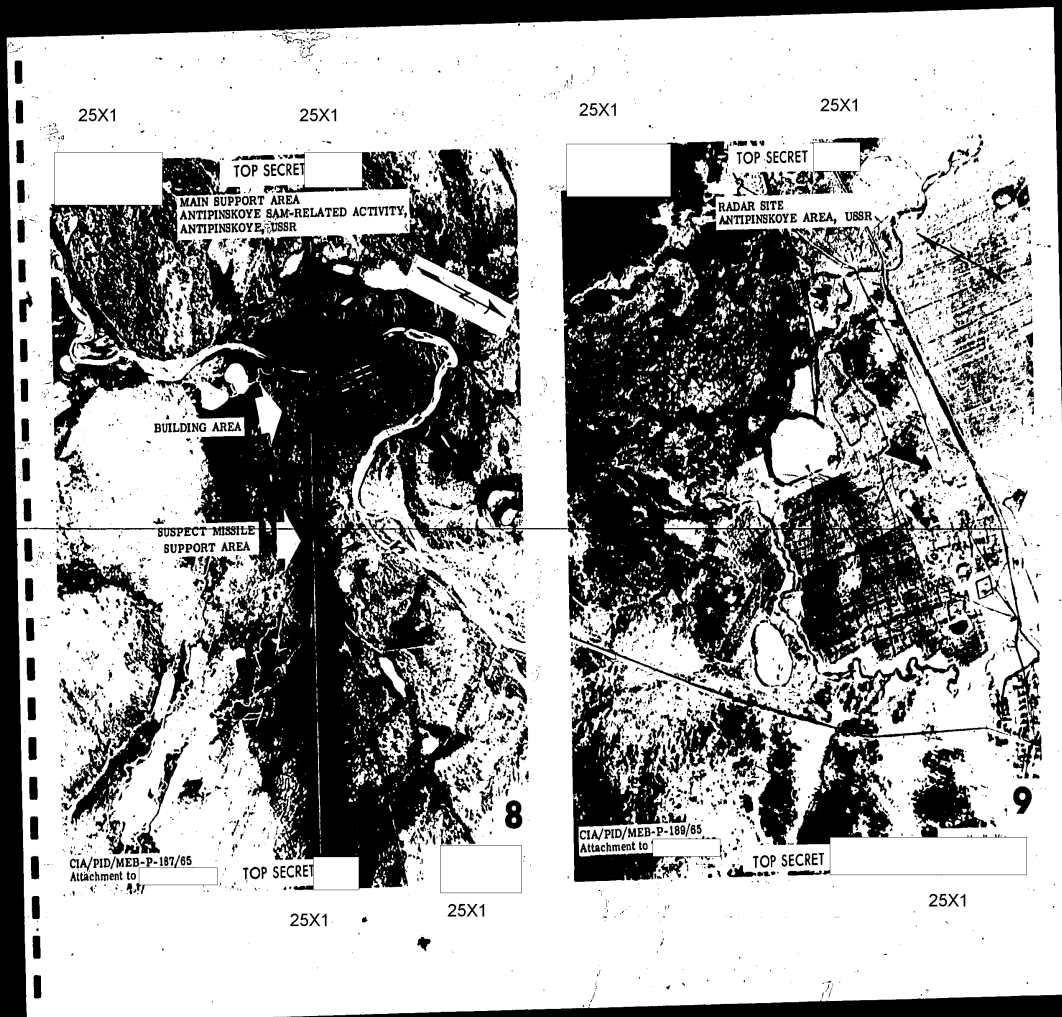 25X1
25X1
TOP SECRET
MAIN SUPPORT AREA
ANTIPINSKOYE SAM-RELATED ACTIVITY,
ANTIPINSKOYE, USSR
N
BUILDING AREA
SUSPECT MISSILE
SUPPORT AREA
8
CIA/PID/MEB-P-187/65
Attachment to
TOP SECRET
25X1
25X1
25X1
25X1
TOP SECRET
RADAR SITE
ANTIPINSKOYE AREA, USSR
9
CIA/PID/MEB-P-189/65
Attachment to
TOP SECRET
25X1